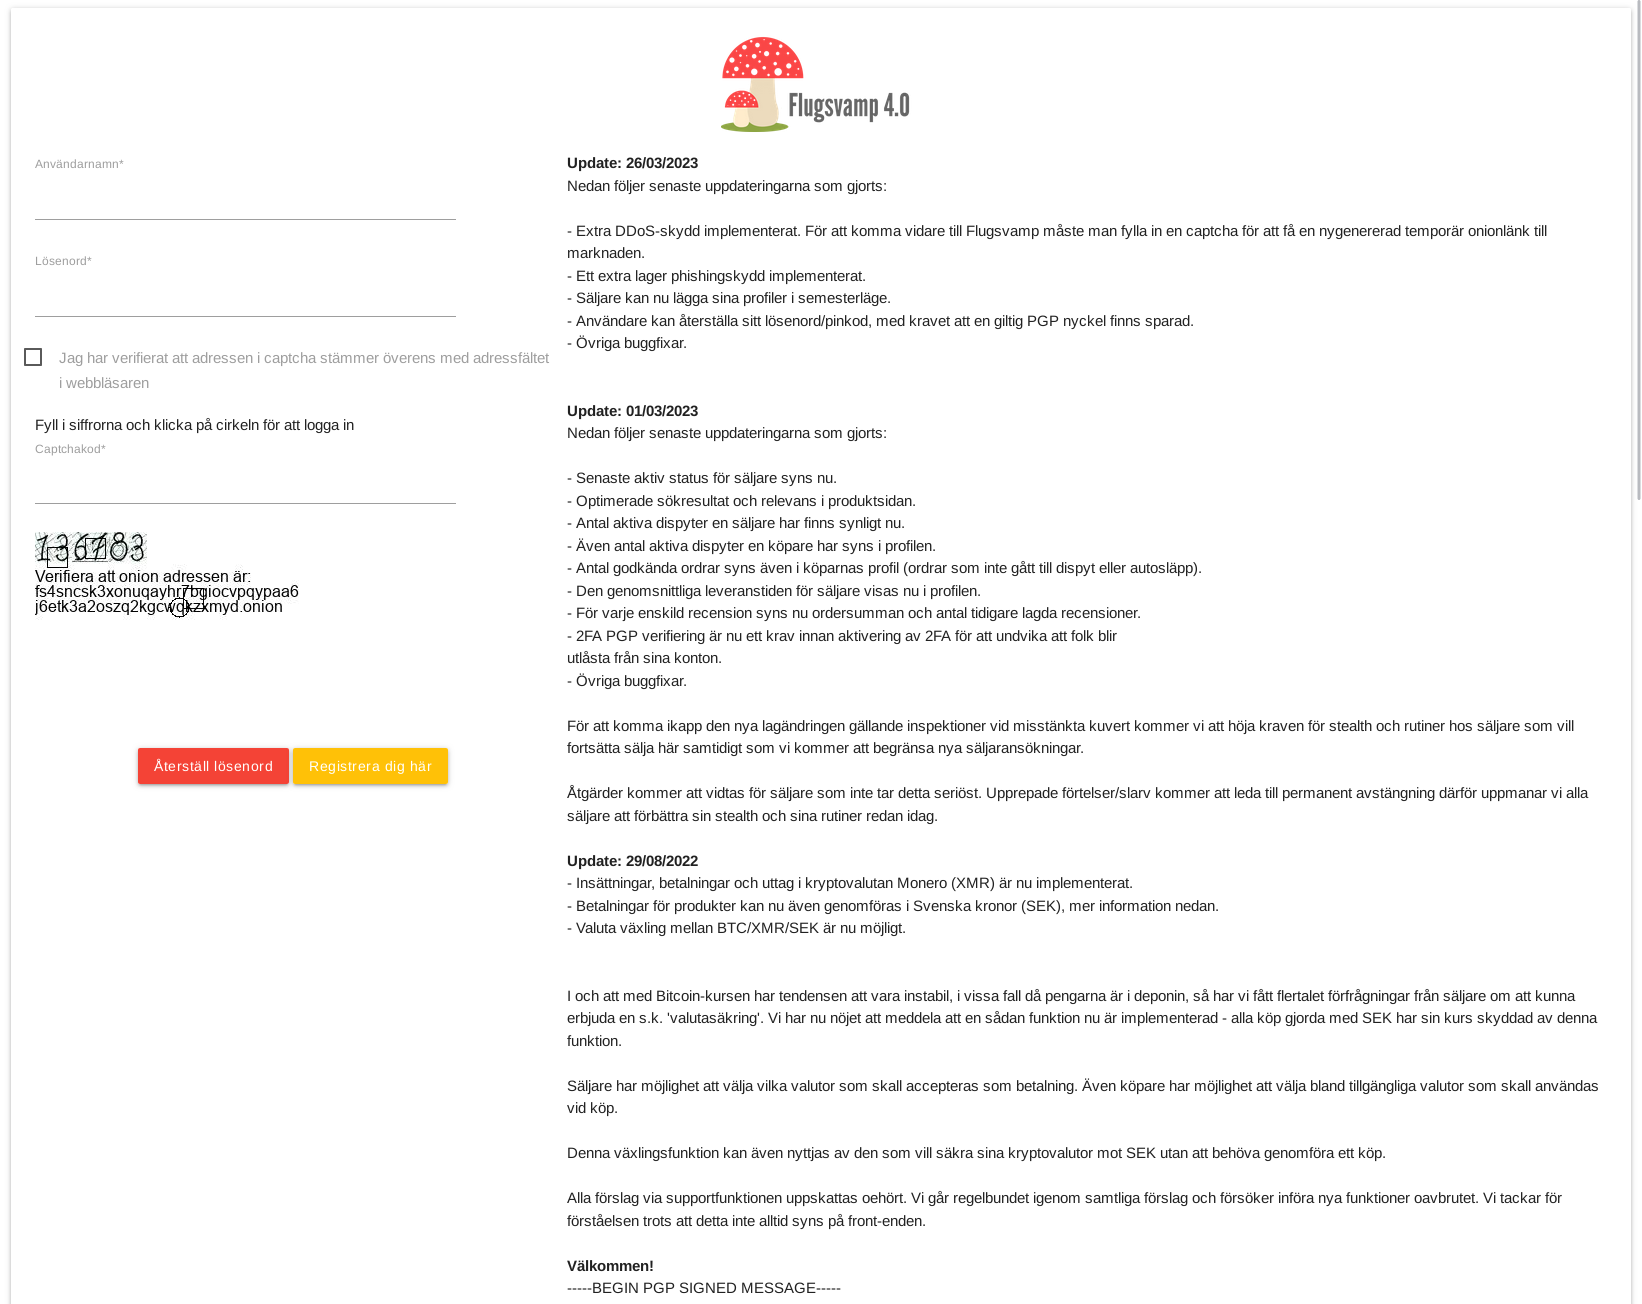 Flugsvamp 4.0
Användarnamn*
Lösenord*
Jag har verifierat att adressen i captcha stämmer överens med adressfältet
i webbläsaren
Fyll i siffrorna och klicka på cirkeln för att logga in
Captchakod*
Verifiera att onion adressen är:
Återställ lösenord
Registrera dig här
Update: 26/03/2023
Nedan följer senaste uppdateringarna som gjorts:
- Extra DDoS-skydd implementerat. För att komma vidare till Flugsvamp måste man fylla in en captcha för att få en nygenererad temporär onionlänk till
marknaden.
- Ett extra lager phishingskydd implementerat.
- Säljare kan nu lägga sina profiler i semesterläge.
- Användare kan återställa sitt lösenord/pinkod, med kravet att en giltig PGP nyckel finns sparad.
- Övriga buggfixar.
Update: 01/03/2023
Nedan följer senaste uppdateringarna som gjorts:
- Senaste aktiv status för säljare syns nu.
- Optimerade sökresultat och relevans i produktsidan.
- Antal aktiva dispyter en säljare har finns synligt nu.
- Även antal aktiva dispyter en köpare har syns i profilen.
- Antal godkända ordrar syns även i köparnas profil (ordrar som inte gått till dispyt eller autosläpp).
- Den genomsnittliga leveranstiden för säljare visas nu i profilen.
- För varje enskild recension syns nu ordersumman och antal tidigare lagda recensioner.
- 2FA PGP verifiering är nu ett krav innan aktivering av 2FA för att undvika att folk blir
utlåsta från sina konton.
- Övriga buggfixar.
För att komma ikapp den nya lagändringen gällande inspektioner vid misstänkta kuvert kommer vi att höja kraven för stealth och rutiner hos säljare som vill
fortsätta sälja här samtidigt som vi kommer att begränsa nya säljaransökningar.
Åtgärder kommer att vidtas för säljare som inte tar detta seriöst. Upprepade förtelser/slarv kommer att leda till permanent avstängning därför uppmanar vi alla
säljare att förbättra sin stealth och sina rutiner redan idag.
Update: 29/08/2022
- Insättningar, betalningar och uttag i kryptovalutan Monero (XMR) är nu implementerat.
- Betalningar för produkter kan nu även genomföras i Svenska kronor (SEK), mer information nedan.
- Valuta växling mellan BTC/XMR/SEK är nu möjligt.
I och att med Bitcoin-kursen har tendensen att vara instabil, i vissa fall då pengarna är i deponin, så har vi fått flertalet förfrågningar från säljare om att kunna
erbjuda en s.k. 'valutasäkring'. Vi har nu nöjet att meddela att en sådan funktion nu är implementerad - alla köp gjorda med SEK har sin kurs skyddad av denna
funktion.
Säljare har möjlighet att välja vilka valutor som skall accepteras som betalning. Även köpare har möjlighet att välja bland tillgängliga valutor som skall användas
vid köp.
Denna växlingsfunktion kan även nyttjas av den som vill säkra sina kryptovalutor mot SEK utan att behöva genomföra ett köp.
Alla förslag via supportfunktionen uppskattas oehört. Vi går regelbundet igenom samtliga förslag och försöker införa nya funktioner oavbrutet. Vi tackar för
förståelsen trots att detta inte alltid syns på front-enden.
Välkommen!
-----BEGIN PGP SIGNED MESSAGE-----